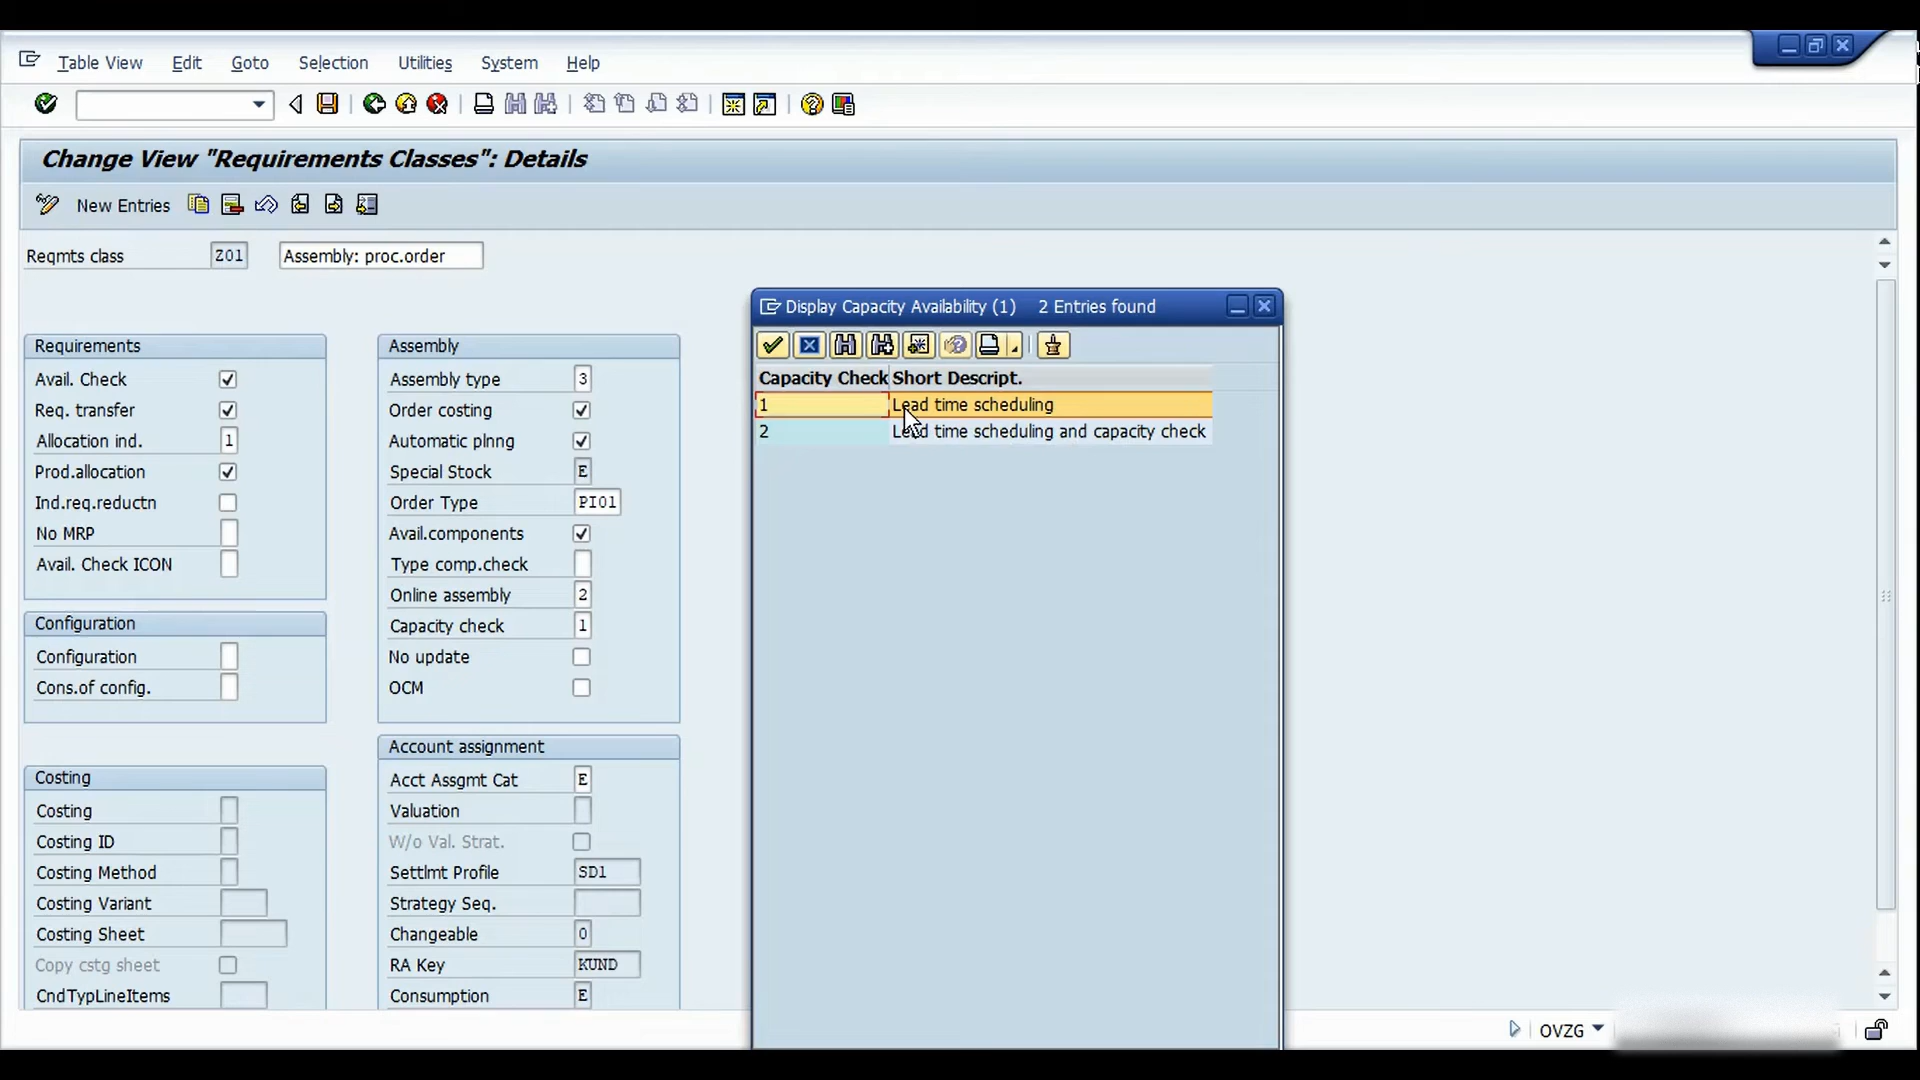 Table View Edit Goto Selection Utilities System Help
Change View "Requirements Classes": Details
New Entries
Reqmts class Z01 Assembly: proc.order
Requirements
Avail. Check
Req. transfer
Allocation ind. 1
Prod.allocation
Ind.req.reductn
No MRP
Avail. Check ICON
Configuration
Configuration
Cons.of config.
Costing
Costing
Costing ID
Costing Method
Costing Variant
Costing Sheet
Copy cstg sheet
CndTypLineItems
Assembly
Assembly type 3
Order costing
Automatic plnng
Special Stock E
Order Type PI01
Avail.components
Type comp.check
Online assembly 2
Capacity check 1
No update
OCM
Account assignment
Acct Assgmt Cat E
Valuation
W/o Val. Strat.
Settlmt Profile SD1
Strategy Seq.
Changeable 0
RA Key KUND
Consumption E
Display Capacity Availability (1) 2 Entries found
Capacity Check Short Descript.
1 Lead time scheduling
2 Lead time scheduling and capacity check
OVZG